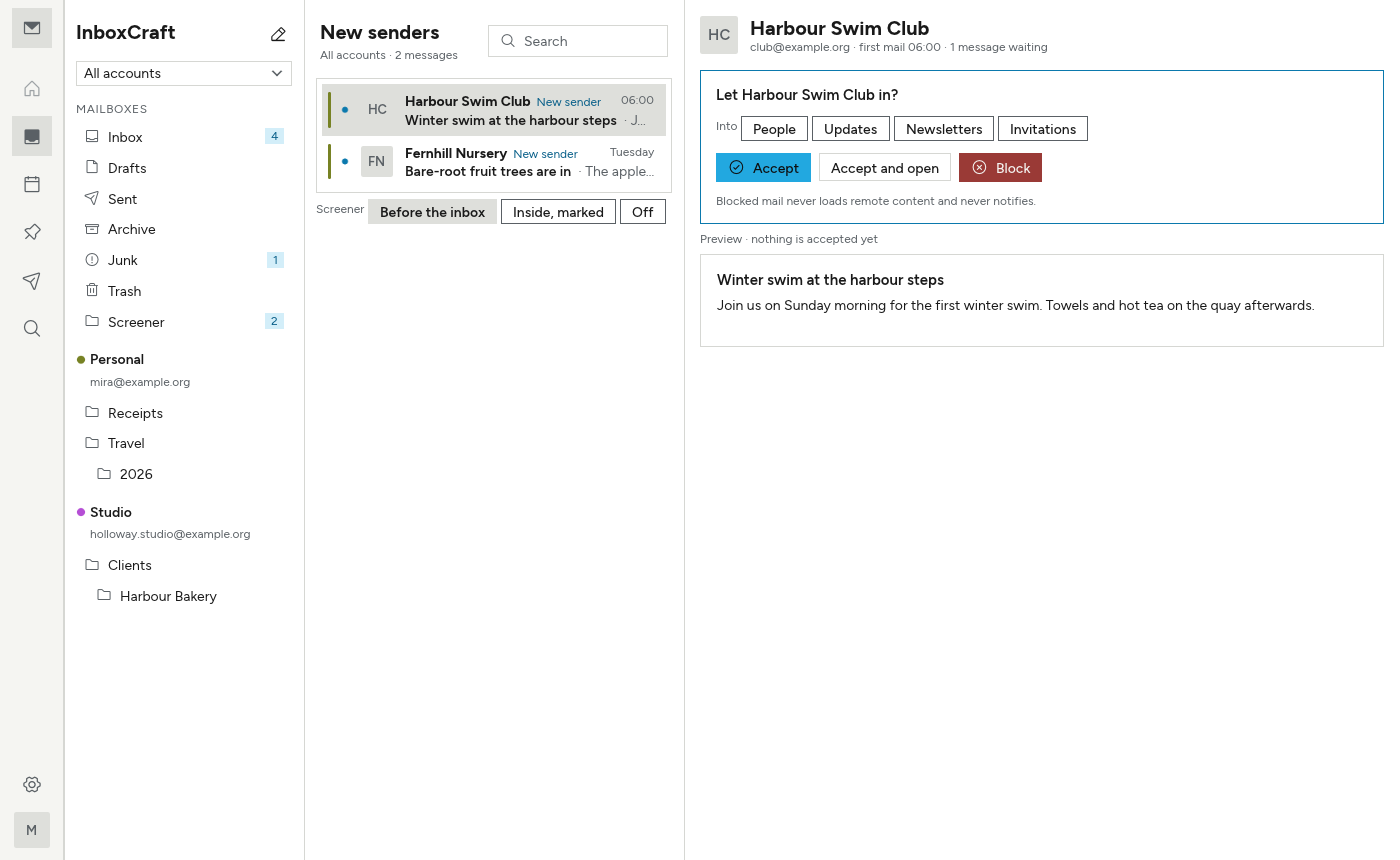 InboxCraft
All accounts
MAILBOXES
Inbox 4
Drafts
Sent
Archive
Junk 1
Trash
Screener 2
Personal
mira@example.org
Receipts
Travel
2026
Studio
holloway.studio@example.org
Clients
Harbour Bakery
M
New senders
All accounts · 2 messages
Search
HC Harbour Swim Club New sender 06:00
Winter swim at the harbour steps · J…
FN Fernhill Nursery New sender Tuesday
Bare-root fruit trees are in · The apple…
Screener Before the inbox Inside, marked Off
HC Harbour Swim Club
club@example.org · first mail 06:00 · 1 message waiting
Let Harbour Swim Club in?
Into People Updates Newsletters Invitations
Accept Accept and open Block
Blocked mail never loads remote content and never notifies.
Preview · nothing is accepted yet
Winter swim at the harbour steps
Join us on Sunday morning for the first winter swim. Towels and hot tea on the quay afterwards.